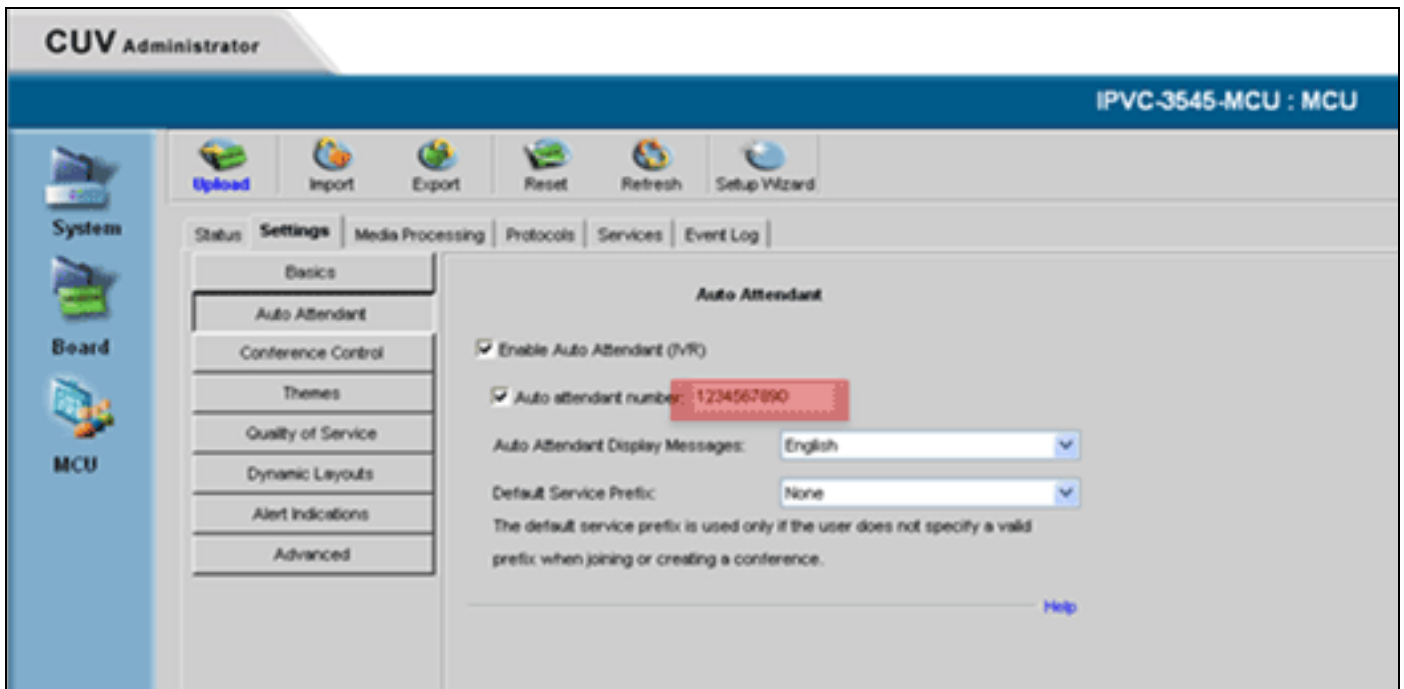 CUV Administrator
IPVC-3545-MCU : MCU
Upload Import Export Reset Refresh Setup Wizard
System
Status Settings Media Processing Protocols Services Event Log
Basics
Auto Attendant
Auto Attendant
Board
Conference Control
Enable Auto Attendant (IVR)
Themes
Auto attendant number: 1234567890
Quality of Service
Auto Attendant Display Messages: English
MCU
Dynamic Layouts
Default Service Prefix: None
Alert Indications
The default service prefix is used only if the user does not specify a valid
Advanced
prefix when joining or creating a conference.
Help